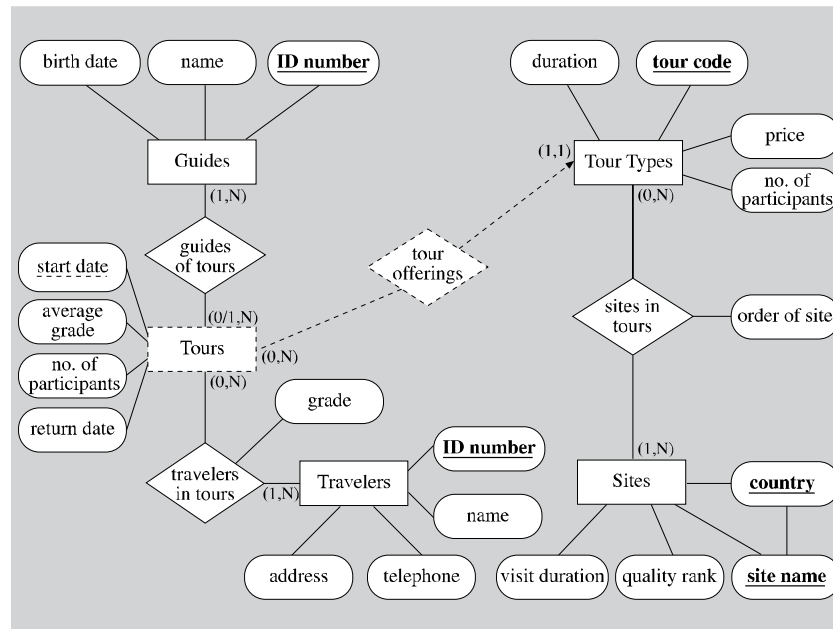 birth date
name
ID number
duration
tour code
Guides
(1,N)
(1,1)
Tour Types
price
(0,N)
no. of
participants
guides
of tours
tour
offerings
start date
average
grade
(0/1,N)
Tours
(0,N)
(0,N)
no. of
participants
return date
sites in
tours
order of site
grade
travelers
in tours
(1,N)
Travelers
ID number
name
address
telephone
(1,N)
Sites
country
visit duration
quality rank
site name